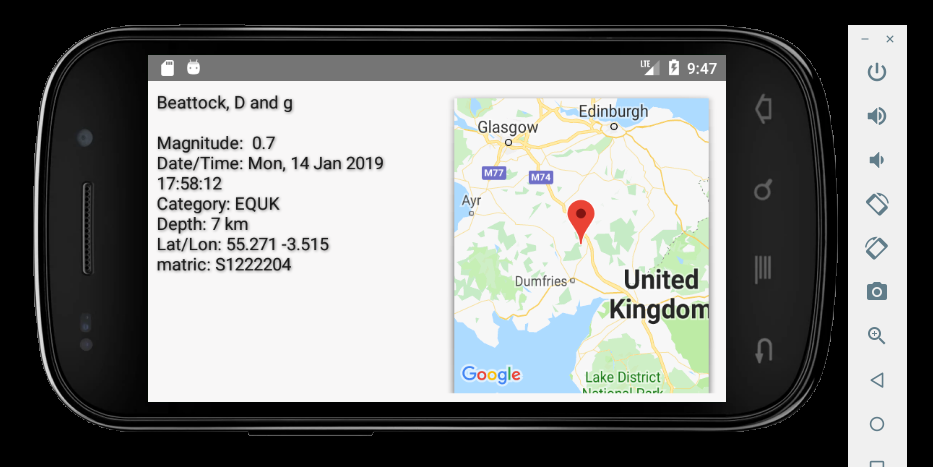 LTE 9:47
Beattock, D and g
Magnitude: 0.7
Date/Time: Mon, 14 Jan 2019
17:58:12
Category: EQUK
Depth: 7 km
Lat/Lon: 55.271 -3.515
matric: S1222204
Edinburgh
Glasgow
M77
M74
Ayr
Dumfries
United
Kingdom
Google
Lake District
National Park